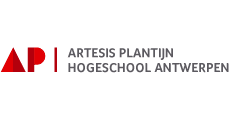 AP
ARTESIS PLANTIJN
HOGESCHOOL ANTWERPEN